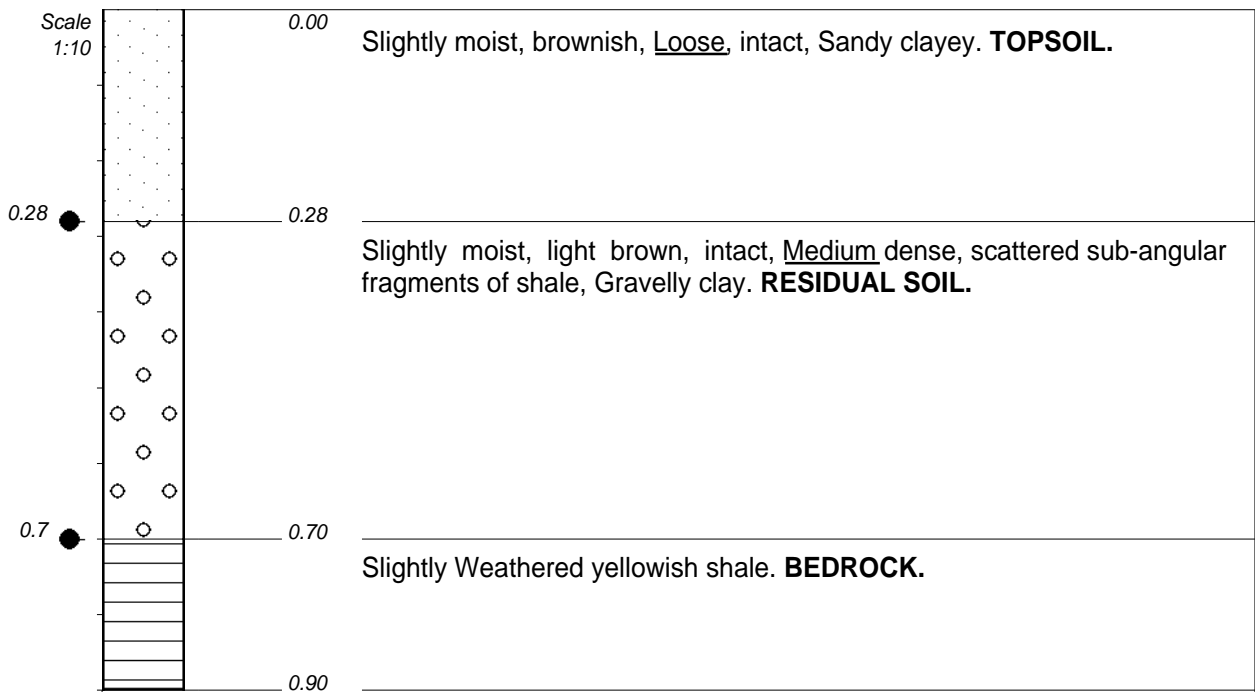 Scale
1:10
0.00
Slightly moist, brownish, Loose, intact, Sandy clayey. TOPSOIL.
0.28
0.28
Slightly moist, light brown, intact, Medium dense, scattered sub-angular
fragments of shale, Gravelly clay. RESIDUAL SOIL.
0.7
0.70
Slightly Weathered yellowish shale. BEDROCK.
0.90